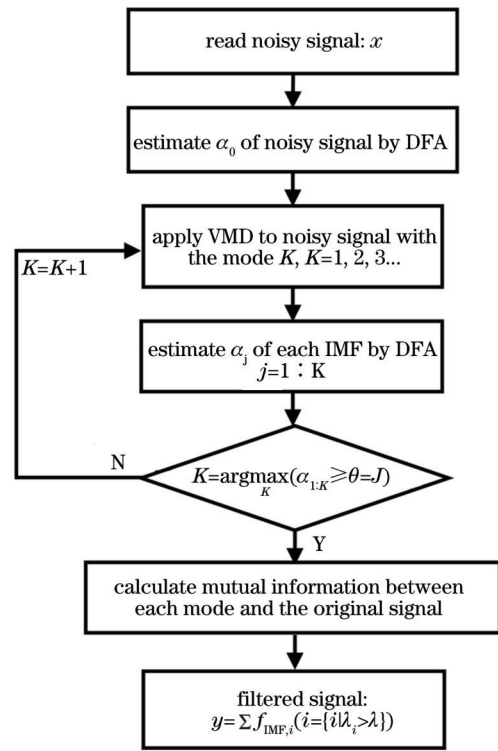 read noisy signal: x
estimate α₀ of noisy signal by DFA
apply VMD to noisy signal with
the mode K, K=1, 2, 3...
K=K+1
estimate αⱼ of each IMF by DFA
j=1：K
N
K=argmax(α₁:K≥θ=J)
K
Y
calculate mutual information between
each mode and the original signal
filtered signal:
y=Σf_IMF,i(i={i|λᵢ>λ})